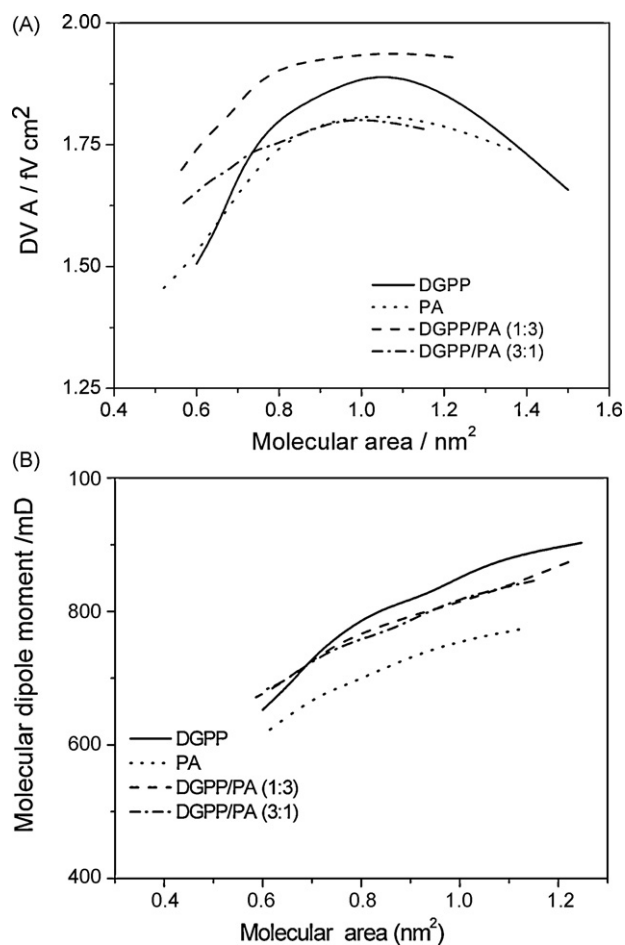 (A)
2.00
1.75
1.50
1.25
DV A / fV cm²
DGPP
PA
DGPP/PA (1:3)
DGPP/PA (3:1)
0.4 0.6 0.8 1.0 1.2 1.4 1.6
Molecular area / nm²
(B)
00
800
600
400
Molecular dipole moment /mD
DGPP
PA
DGPP/PA (1:3)
DGPP/PA (3:1)
0.4 0.6 0.8 1.0 1.2
Molecular area (nm²)